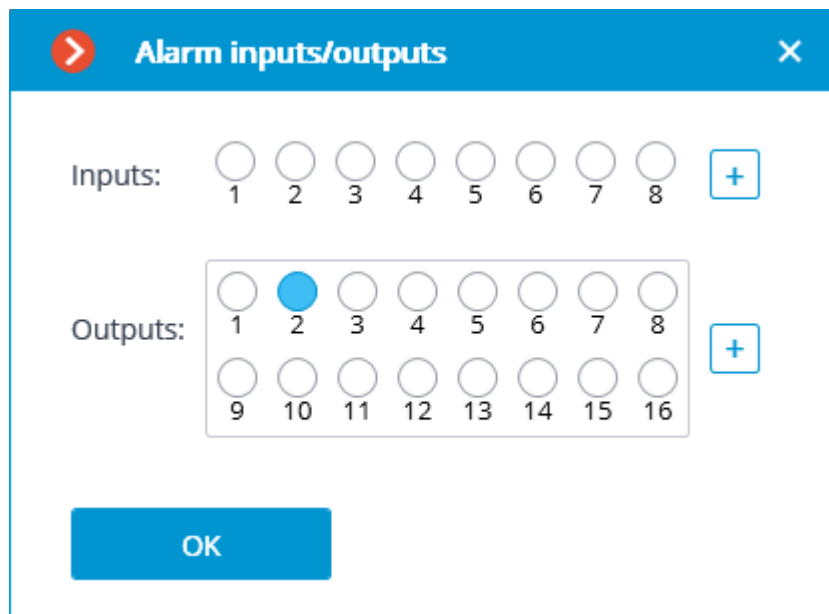 Alarm inputs/outputs
Inputs:
1 2 3 4 5 6 7 8
+
Outputs:
1 2 3 4 5 6 7 8
9 10 11 12 13 14 15 16
+
OK